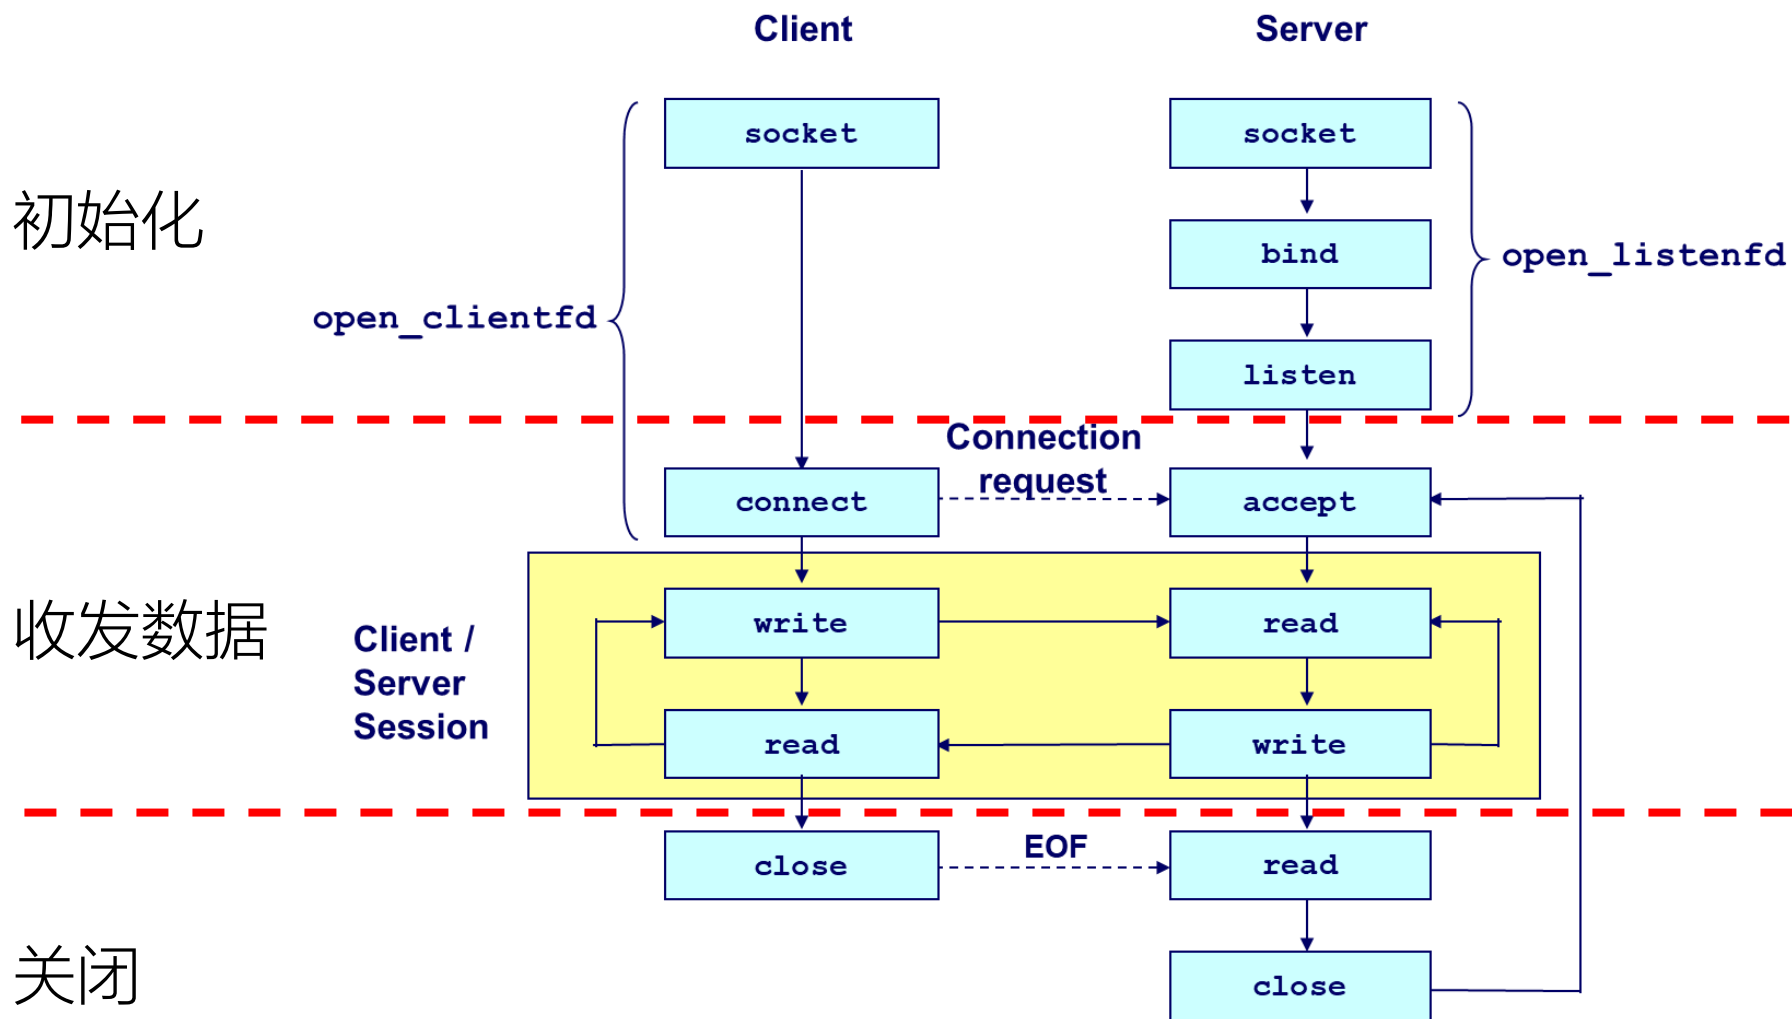 Client
Server
socket
socket
初始化
bind
open_listenfd
open_clientfd
listen
Connection
request
connect
accept
收发数据
Client /
Server
Session
write
read
read
write
close
EOF
read
关闭
close